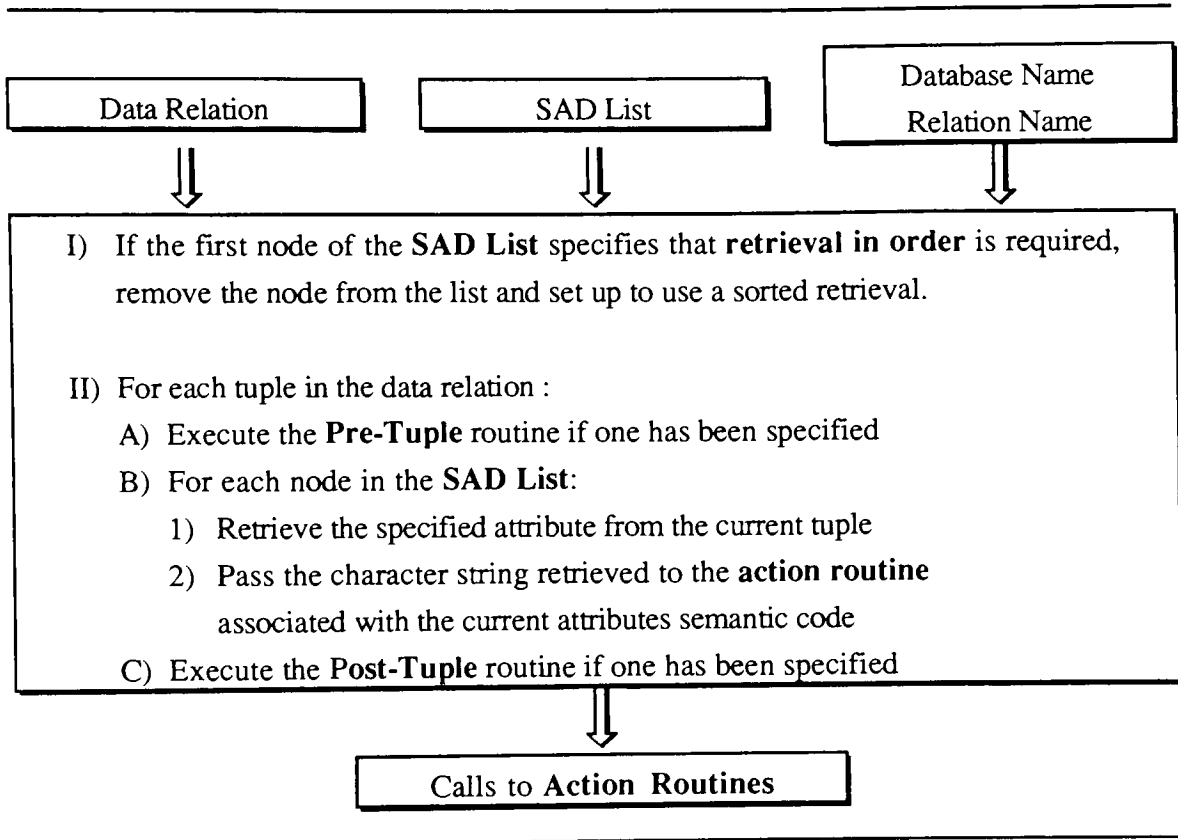 Data Relation
SAD List
Database Name
Relation Name
I) If the first node of the SAD List specifies that retrieval in order is required,
remove the node from the list and set up to use a sorted retrieval.
II) For each tuple in the data relation :
A) Execute the Pre-Tuple routine if one has been specified
B) For each node in the SAD List:
1) Retrieve the specified attribute from the current tuple
2) Pass the character string retrieved to the action routine
associated with the current attributes semantic code
C) Execute the Post-Tuple routine if one has been specified
Calls to Action Routines